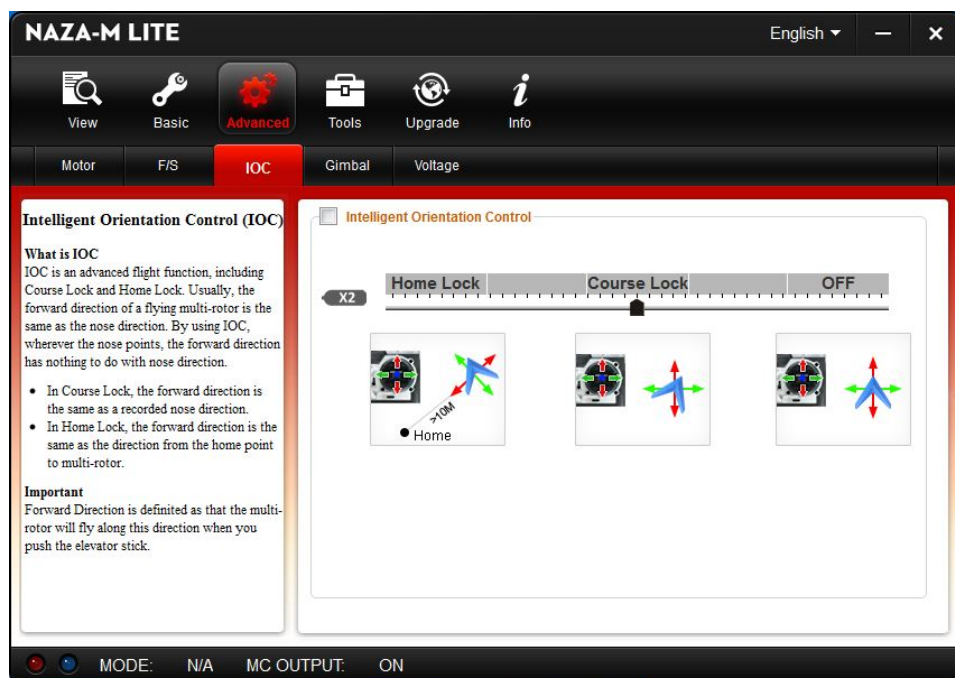 NAZA-M LITE
English
View Basic Advanced Tools Upgrade Info
Motor F/S IOC Gimbal Voltage
Intelligent Orientation Control (IOC)
What is IOC
IOC is an advanced flight function, including
Course Lock and Home Lock. Usually, the
forward direction of a flying multi-rotor is the
same as the nose direction. By using IOC,
wherever the nose points, the forward direction
has nothing to do with nose direction.
• In Course Lock, the forward direction is
the same as a recorded nose direction.
• In Home Lock, the forward direction is the
same as the direction from the home point
to multi-rotor.
Important
Forward Direction is definited as that the multi-
rotor will fly along this direction when you
push the elevator stick.
Intelligent Orientation Control
X2
Home Lock Course Lock OFF
>10M
Home
MODE: N/A MC OUTPUT: ON